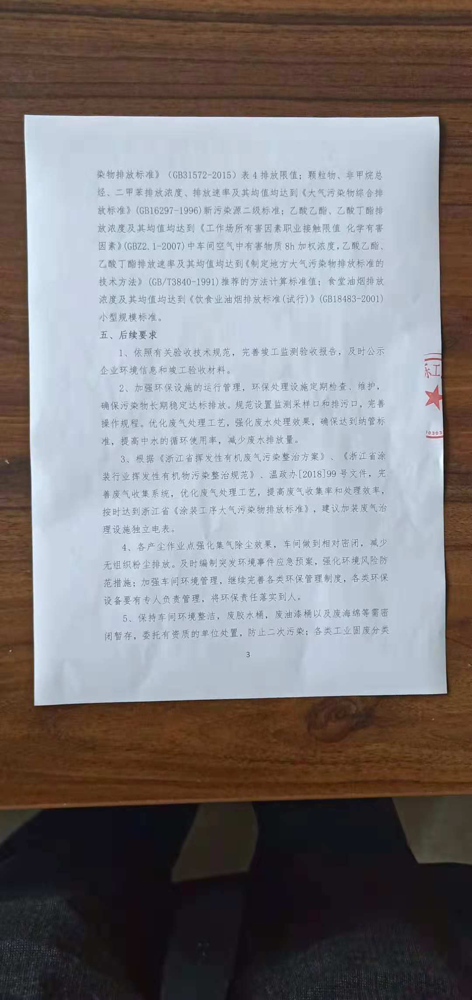 染物排放标准》（GB31572-2015）表 4 排放限值；颗粒物、非甲烷总
烃、二甲苯排放浓度、排放速率及其均值均达到《大气污染物综合排
放标准》(GB16297-1996)新污染源二级标准；乙酸乙酯、乙酸丁酯排
放浓度及其均值均达到《工作场所有害因素职业接触限值 化学有害
因素》(GBZ2.1-2007)中车间空气中有害物质 8h 加权浓度，乙酸乙酯、
乙酸丁酯排放速率及其均值均达到《制定地方大气污染物排放标准的
技术方法》(GB/T3840-1991)推荐的方法计算标准值；食堂油烟排放
浓度及其均值均达到《饮食业油烟排放标准(试行)》(GB18483-2001)
小型规模标准。
五、后续要求
1、依照有关验收技术规范，完善竣工监测验收报告，及时公示
企业环境信息和竣工验收材料。
2、加强环保设施的运行管理，环保处理设施定期检查、维护，
确保污染物长期稳定达标排放。规范设置监测采样口和排污口，完善
操作规程。优化废气处理工艺，强化废水处理效果，确保达到纳管标
准，提高中水的循环使用率，减少废水排放量。
3、根据《浙江省挥发性有机废气污染整治方案》、《浙江省涂
装行业挥发性有机物污染整治规范》、温政办[2018]99 号文件，完
善废气收集系统，优化废气处理工艺，提高废气收集率和处理效率，
按时达到浙江省《涂装工序大气污染物排放标准》，建议加装废气治
理设施独立电表。
4、各产尘作业点强化集气除尘效果，车间做到相对密闭，减少
无组织粉尘排放。及时编制突发环境事件应急预案，强化环境风险防
范措施；加强车间环境管理，继续完善各类环保管理制度，各类环保
设备要有专人负责管理，将环保责任落实到人。
5、保持车间环境整洁，废胶水桶，废油漆桶以及废海绵等需密
闭暂存，委托有资质的单位处置，防止二次污染；各类工业固废分类
3
乐工
0303